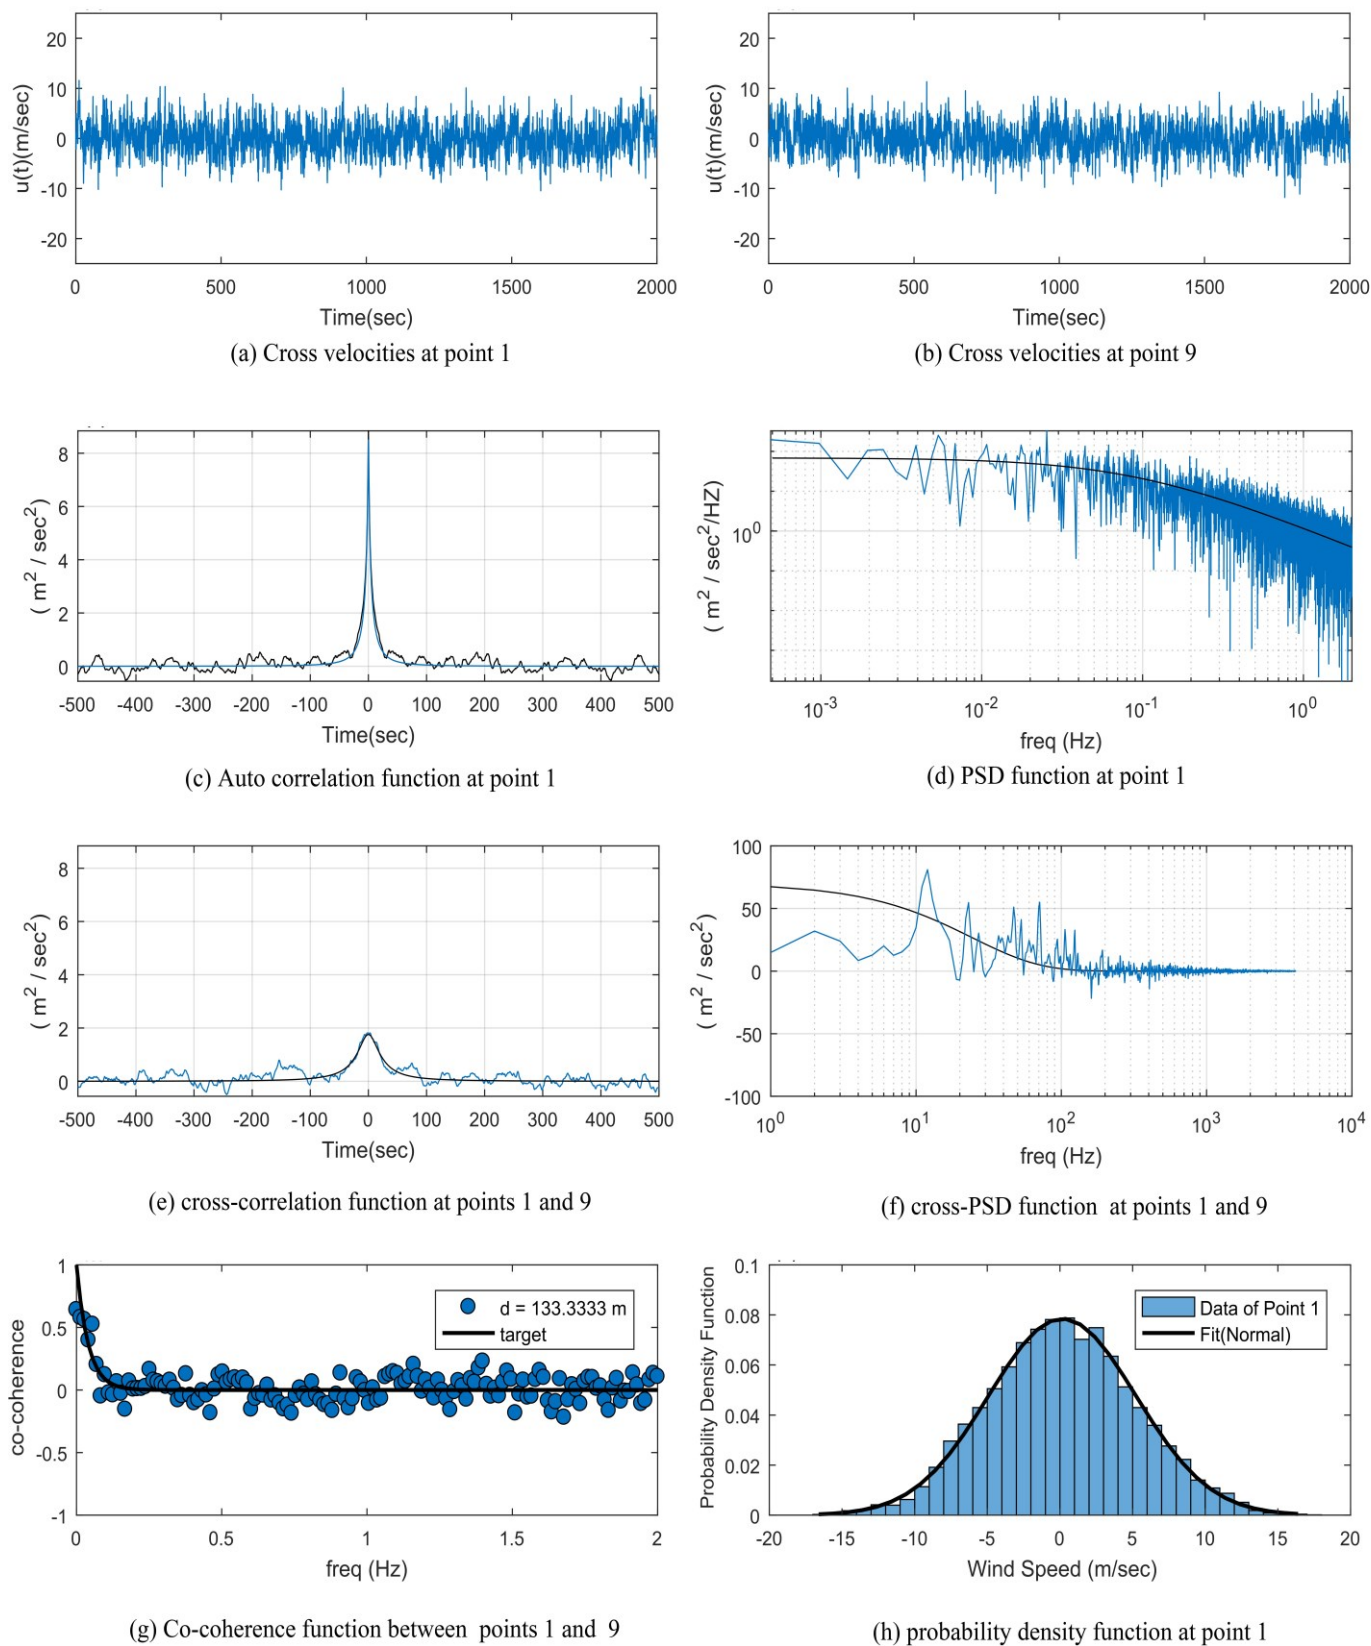 20
10
0
-10
-20
u(t)(m/sec)
0
500
1000
1500
2000
Time(sec)
(a) Cross velocities at point 1
20
10
0
-10
-20
u(t)(m/sec)
0
500
1000
1500
2000
Time(sec)
(b) Cross velocities at point 9
8
6
4
2
0
( m² / sec²)
-500 -400 -300 -200 -100 0 100 200 300 400 500
Time(sec)
(c) Auto correlation function at point 1
10⁰
( m² / sec²/HZ)
10⁻³ 10⁻² 10⁻¹ 10⁰
freq (Hz)
(d) PSD function at point 1
8
6
4
2
0
( m² / sec²)
-500 -400 -300 -200 -100 0 100 200 300 400 500
Time(sec)
(e) cross-correlation function at points 1 and 9
100
50
0
-50
-100
( m² / sec²)
10⁰ 10¹ 10² 10³ 10⁴
freq (Hz)
(f) cross-PSD function at points 1 and 9
1
0.5
0
-0.5
-1
co-coherence
d = 133.3333 m
target
0 0.5 1 1.5 2
freq (Hz)
(g) Co-coherence function between points 1 and 9
0.1
0.08
0.06
0.04
0.02
0
Probability Density Function
Data of Point 1
Fit(Normal)
-20 -15 -10 -5 0 5 10 15 20
Wind Speed (m/sec)
(h) probability density function at point 1